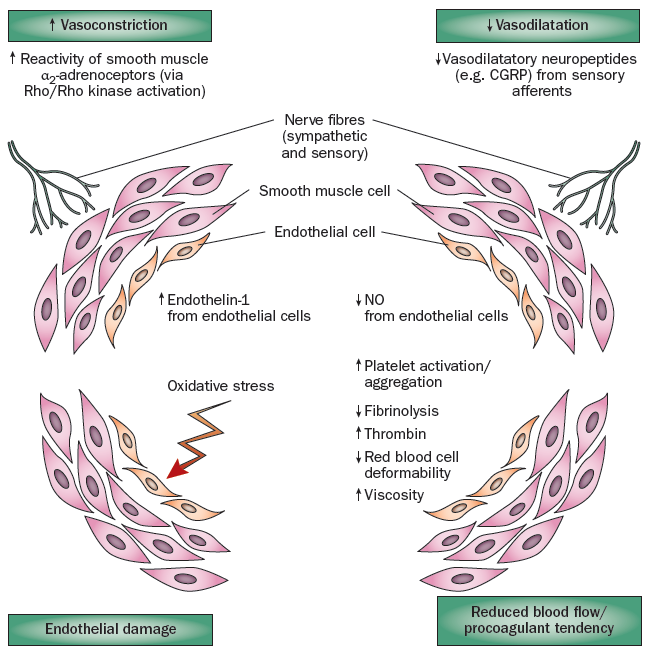 ↑ Vasoconstriction
↑ Reactivity of smooth muscle
α2-adrenoceptors (via
Rho/Rho kinase activation)
↓ Vasodilatation
↓ Vasodilatatory neuropeptides
(e.g. CGRP) from sensory
afferents
Nerve fibres
(sympathetic
and sensory)
Smooth muscle cell
Endothelial cell
↑ Endothelin-1
from endothelial cells
↓ NO
from endothelial cells
↑ Platelet activation/
aggregation
↓ Fibrinolysis
↑ Thrombin
↓ Red blood cell
deformability
↑ Viscosity
Oxidative stress
Endothelial damage
Reduced blood flow/
procoagulant tendency